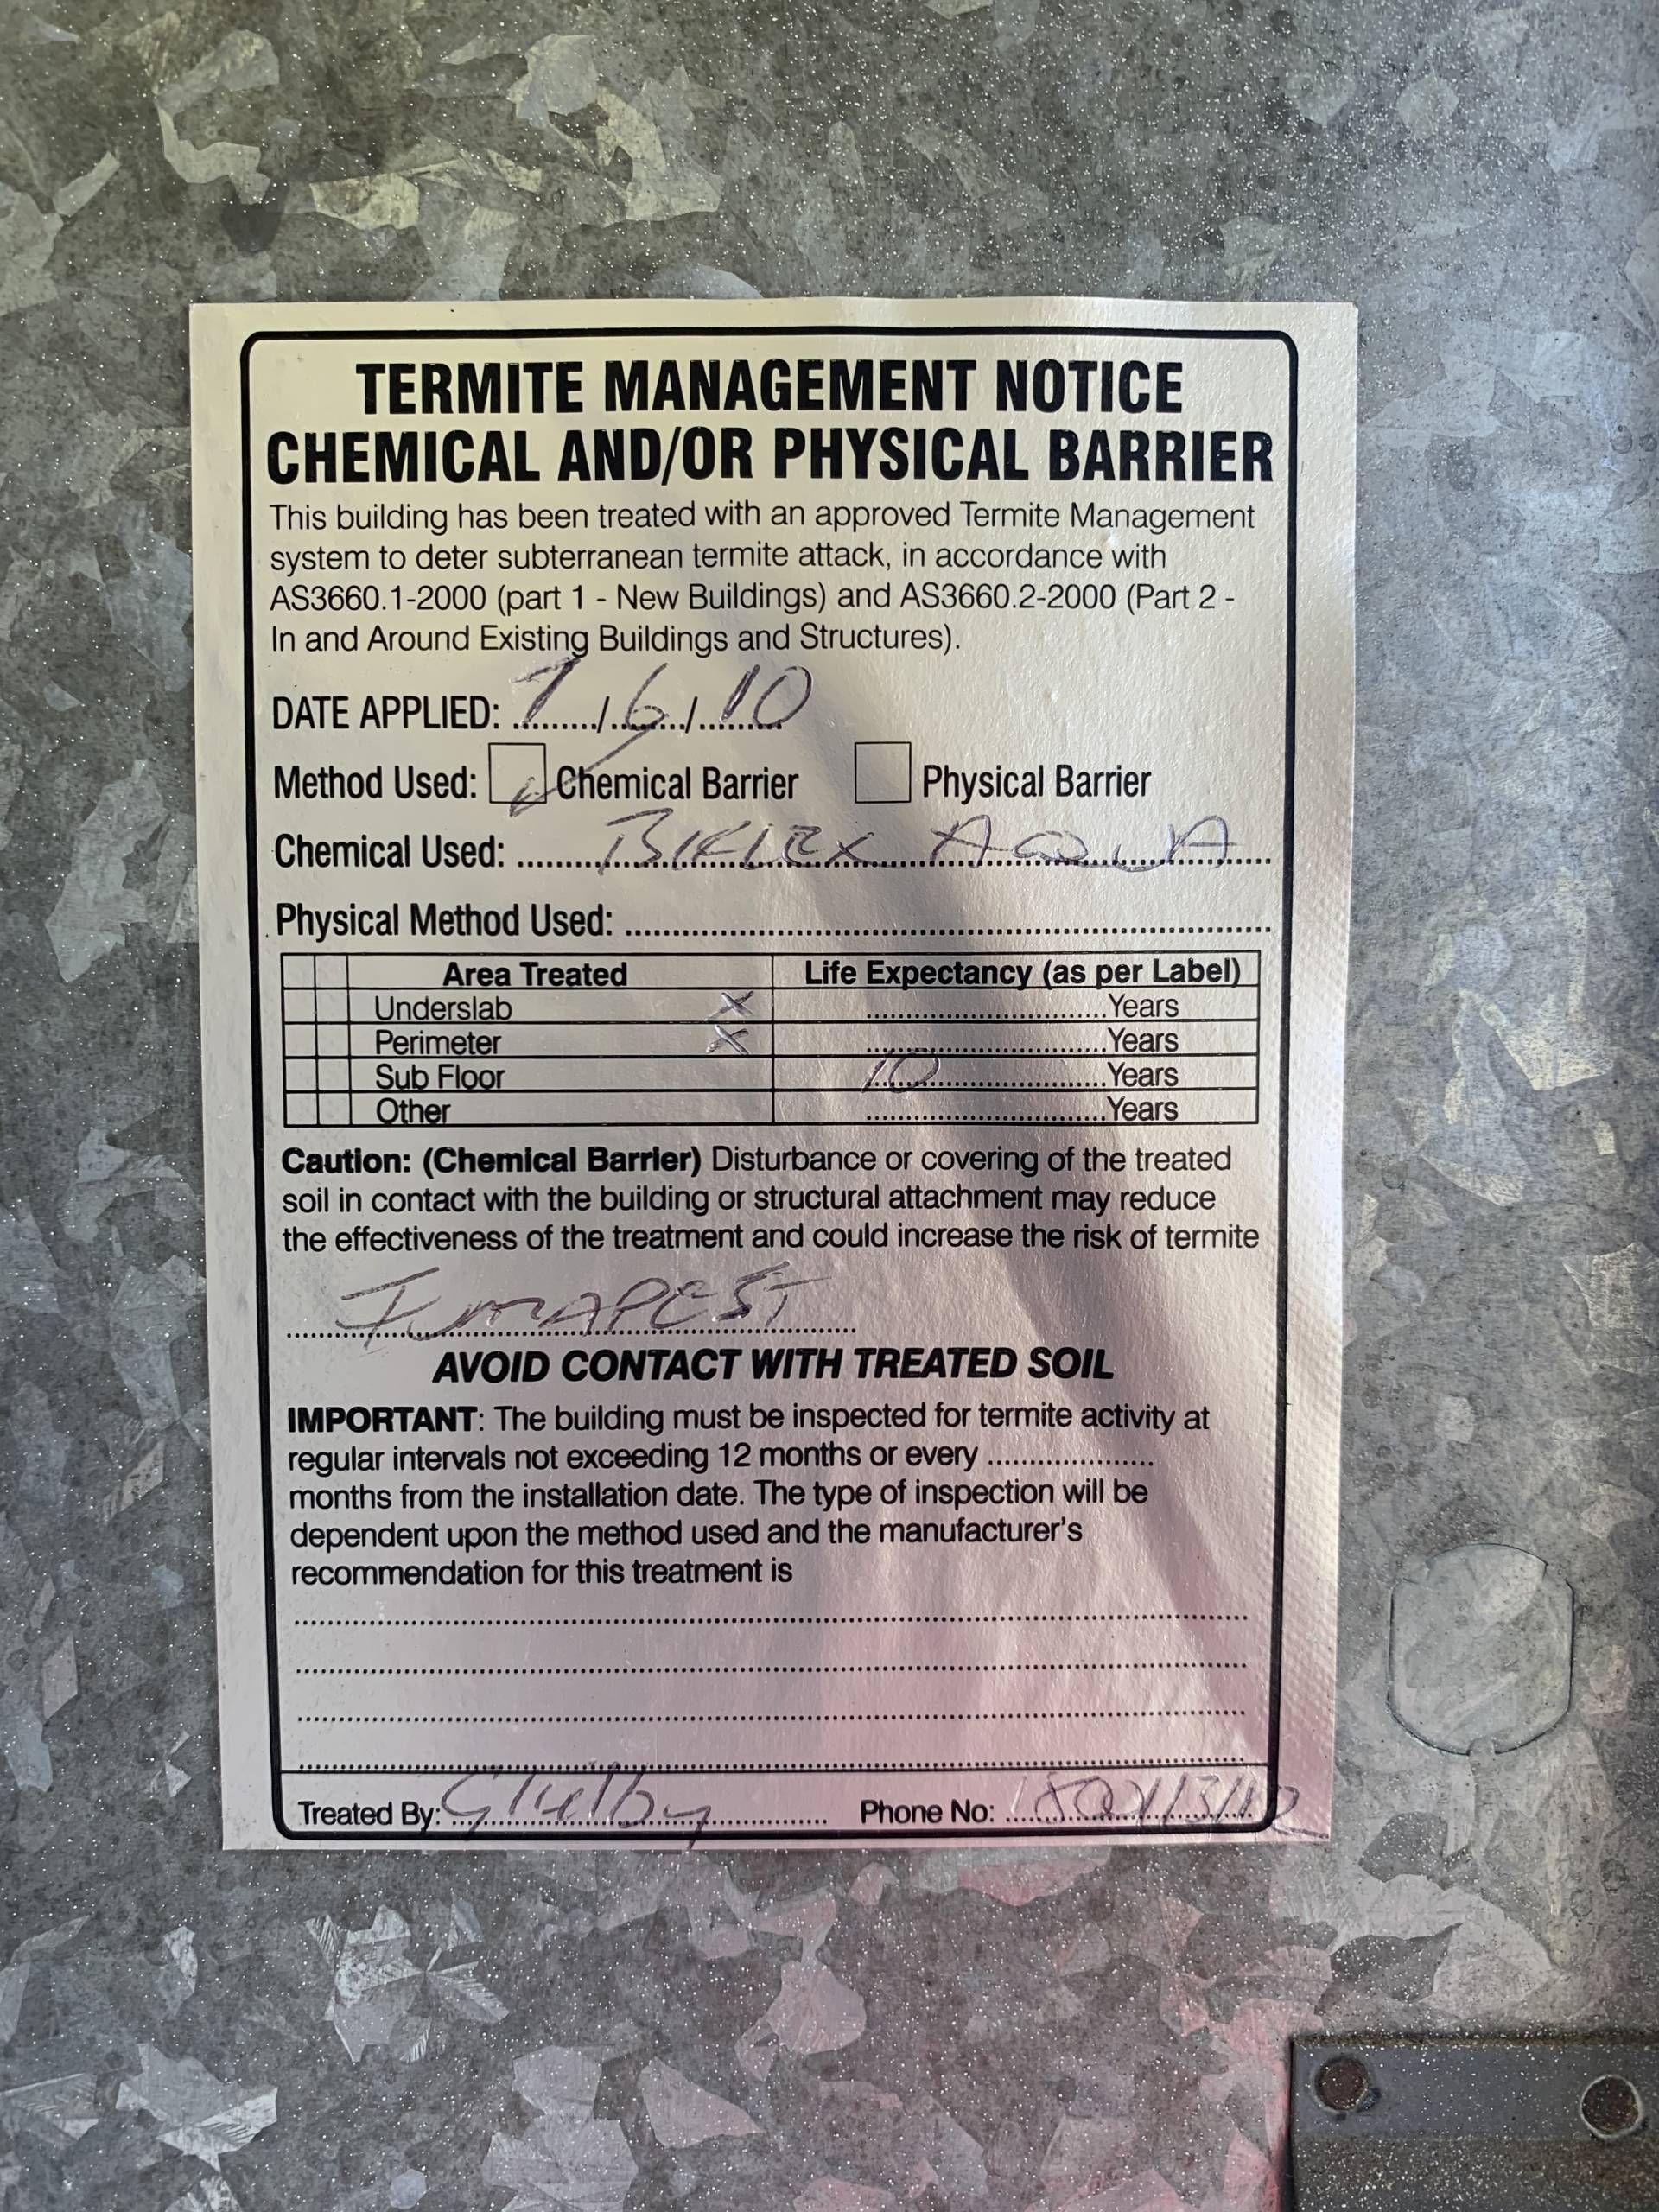 TERMITE MANAGEMENT NOTICE
CHEMICAL AND/OR PHYSICAL BARRIER
This building has been treated with an approved Termite Management
system to deter subterranean termite attack, in accordance with
AS3660.1-2000 (part 1 - New Buildings) and AS3660.2-2000 (Part 2 -
In and Around Existing Buildings and Structures).
DATE APPLIED: 7/6/10
Method Used: Chemical Barrier Physical Barrier
Chemical Used: BIFLEX AQUA
Physical Method Used:
Area Treated Life Expectancy (as per Label)
Underslab X Years
Perimeter X Years
Sub Floor 10 Years
Other Years
Caution: (Chemical Barrier) Disturbance or covering of the treated
soil in contact with the building or structural attachment may reduce
the effectiveness of the treatment and could increase the risk of termite
AVOID CONTACT WITH TREATED SOIL
IMPORTANT: The building must be inspected for termite activity at
regular intervals not exceeding 12 months or every
months from the installation date. The type of inspection will be
dependent upon the method used and the manufacturer's
recommendation for this treatment is
Treated By: Phone No: